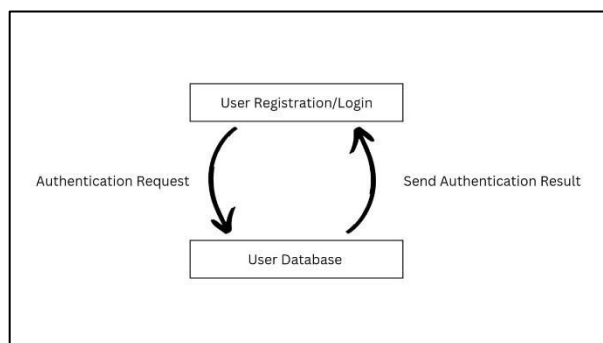 User Registration/Login
Authentication Request
Send Authentication Result
User Database